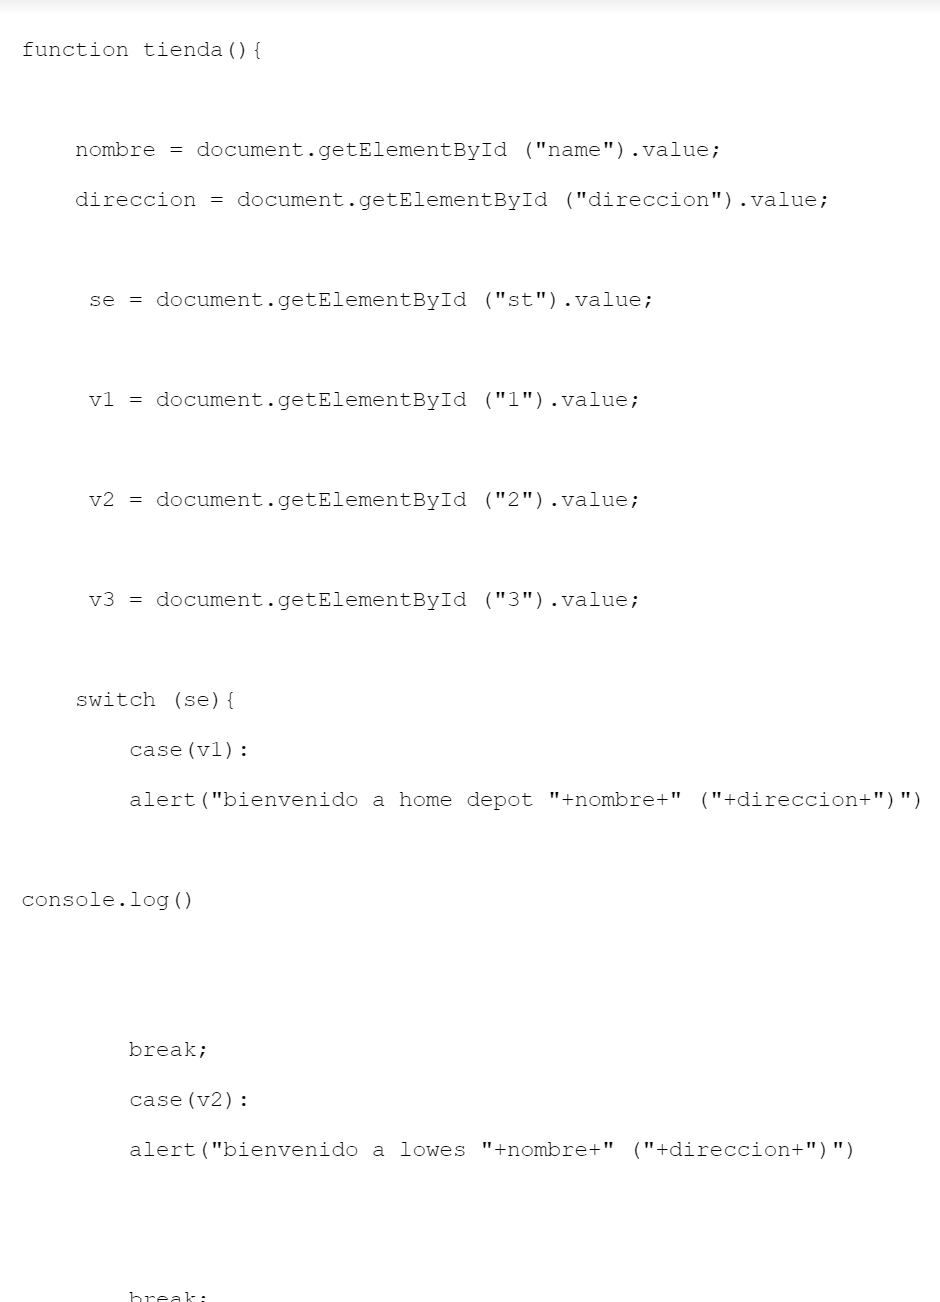 function tienda(){
nombre = document.getElementById ("name").value;
direccion = document.getElementById ("direccion").value;
se = document.getElementById ("st").value;
v1 = document.getElementById ("1").value;
v2 = document.getElementById ("2").value;
v3 = document.getElementById ("3").value;
switch (se){
case(v1):
alert("bienvenido a home depot "+nombre+" ("+direccion+")")
console.log()
break;
case(v2):
alert("bienvenido a lowes "+nombre+" ("+direccion+")")
break;